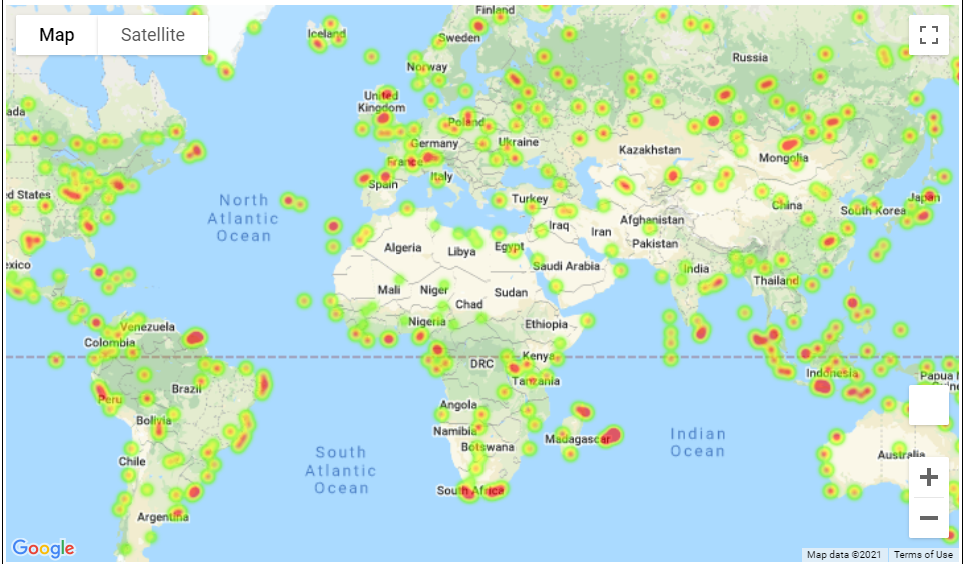 Map
Satellite
Iceland
Finland
Sweden
Norway
Russia
United
Kingdom
Poland
Germany
Ukraine
Kazakhstan
Mongolia
France
Italy
Spain
Turkey
Afghanistan
China
South Korea
Japan
ada
ed States
North
Atlantic
Ocean
Algeria
Libya
Egypt
Iraq
Iran
Pakistan
Saudi Arabia
India
exico
Mali
Niger
Sudan
Chad
Thailand
Nigeria
Ethiopia
Venezuela
Colombia
DRC
Kenya
Tanzania
Indonesia
Papua N
Guine
Brazil
Peru
Bolivia
Angola
Namibia
Botswana
Madagascar
Indian
Ocean
Australia
Chile
South
Atlantic
Ocean
South Africa
Argentina
Google
Map data ©2021
Terms of Use